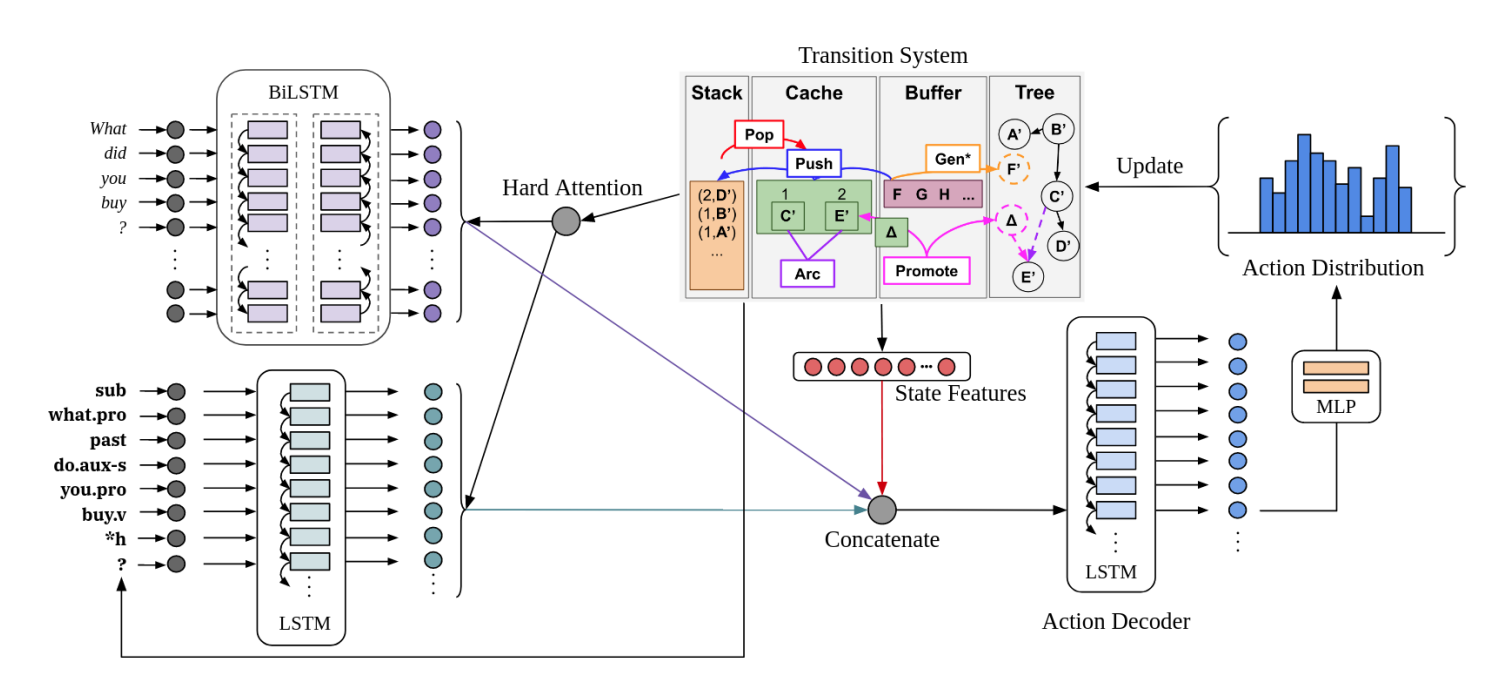 Transition System
Stack
Cache
Buffer
Tree
Pop
Push
Gen*
(2,D’)
(1,B’)
(1,A’)
...
1
2
C’
E’
Arc
F G H ...
Δ
Promote
A’
B’
F’
C’
Δ
D’
E’
BiLSTM
What
did
you
buy
?
Hard Attention
Update
Action Distribution
State Features
MLP
sub
what.pro
past
do.aux-s
you.pro
buy.v
*h
?
LSTM
Concatenate
LSTM
Action Decoder